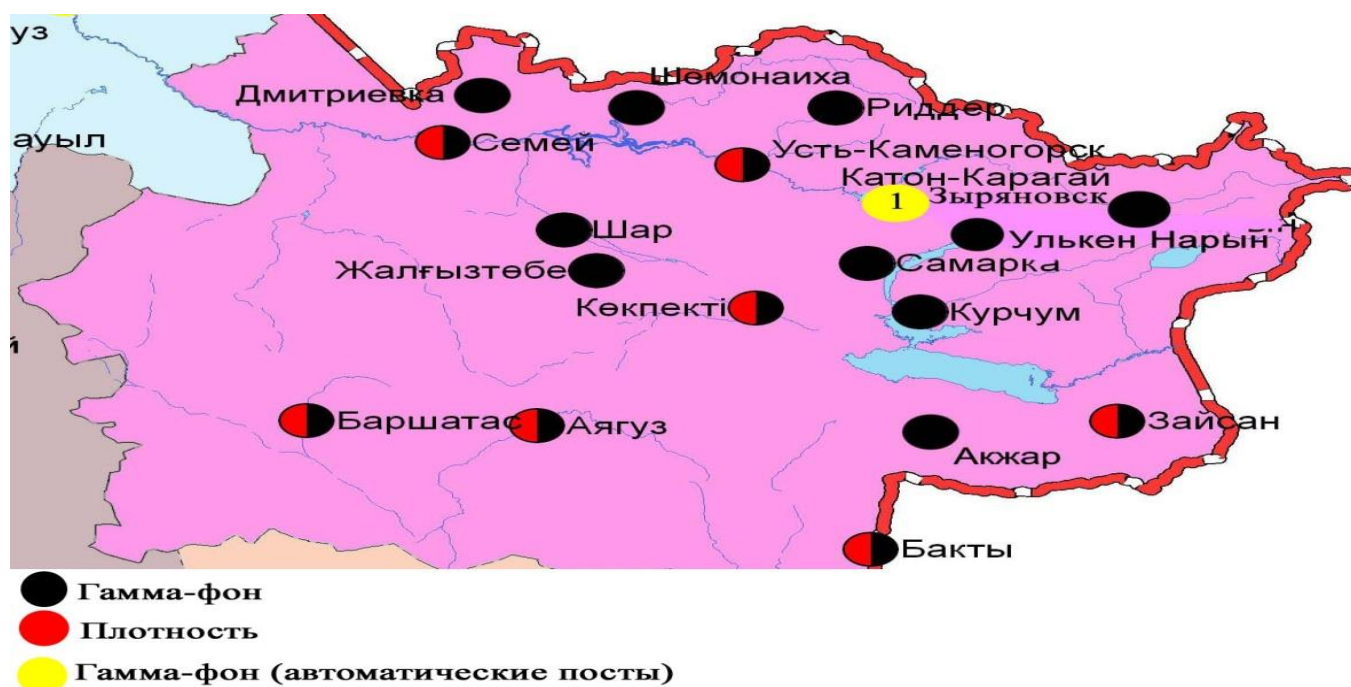 уз
Шемонаиха
Дмитриевка
Риддер
ауыл
Семей
Усть-Каменогорск
Катон-Карагай
1
Зыряновск
Шар
Улькен Нарын
Жалғызтөбе
Самарка
Көкпекті
Курчум
й
Баршатас
Аягуз
Зайсан
Акжар
Бакты
Гамма-фон
Плотность
Гамма-фон (автоматические посты)